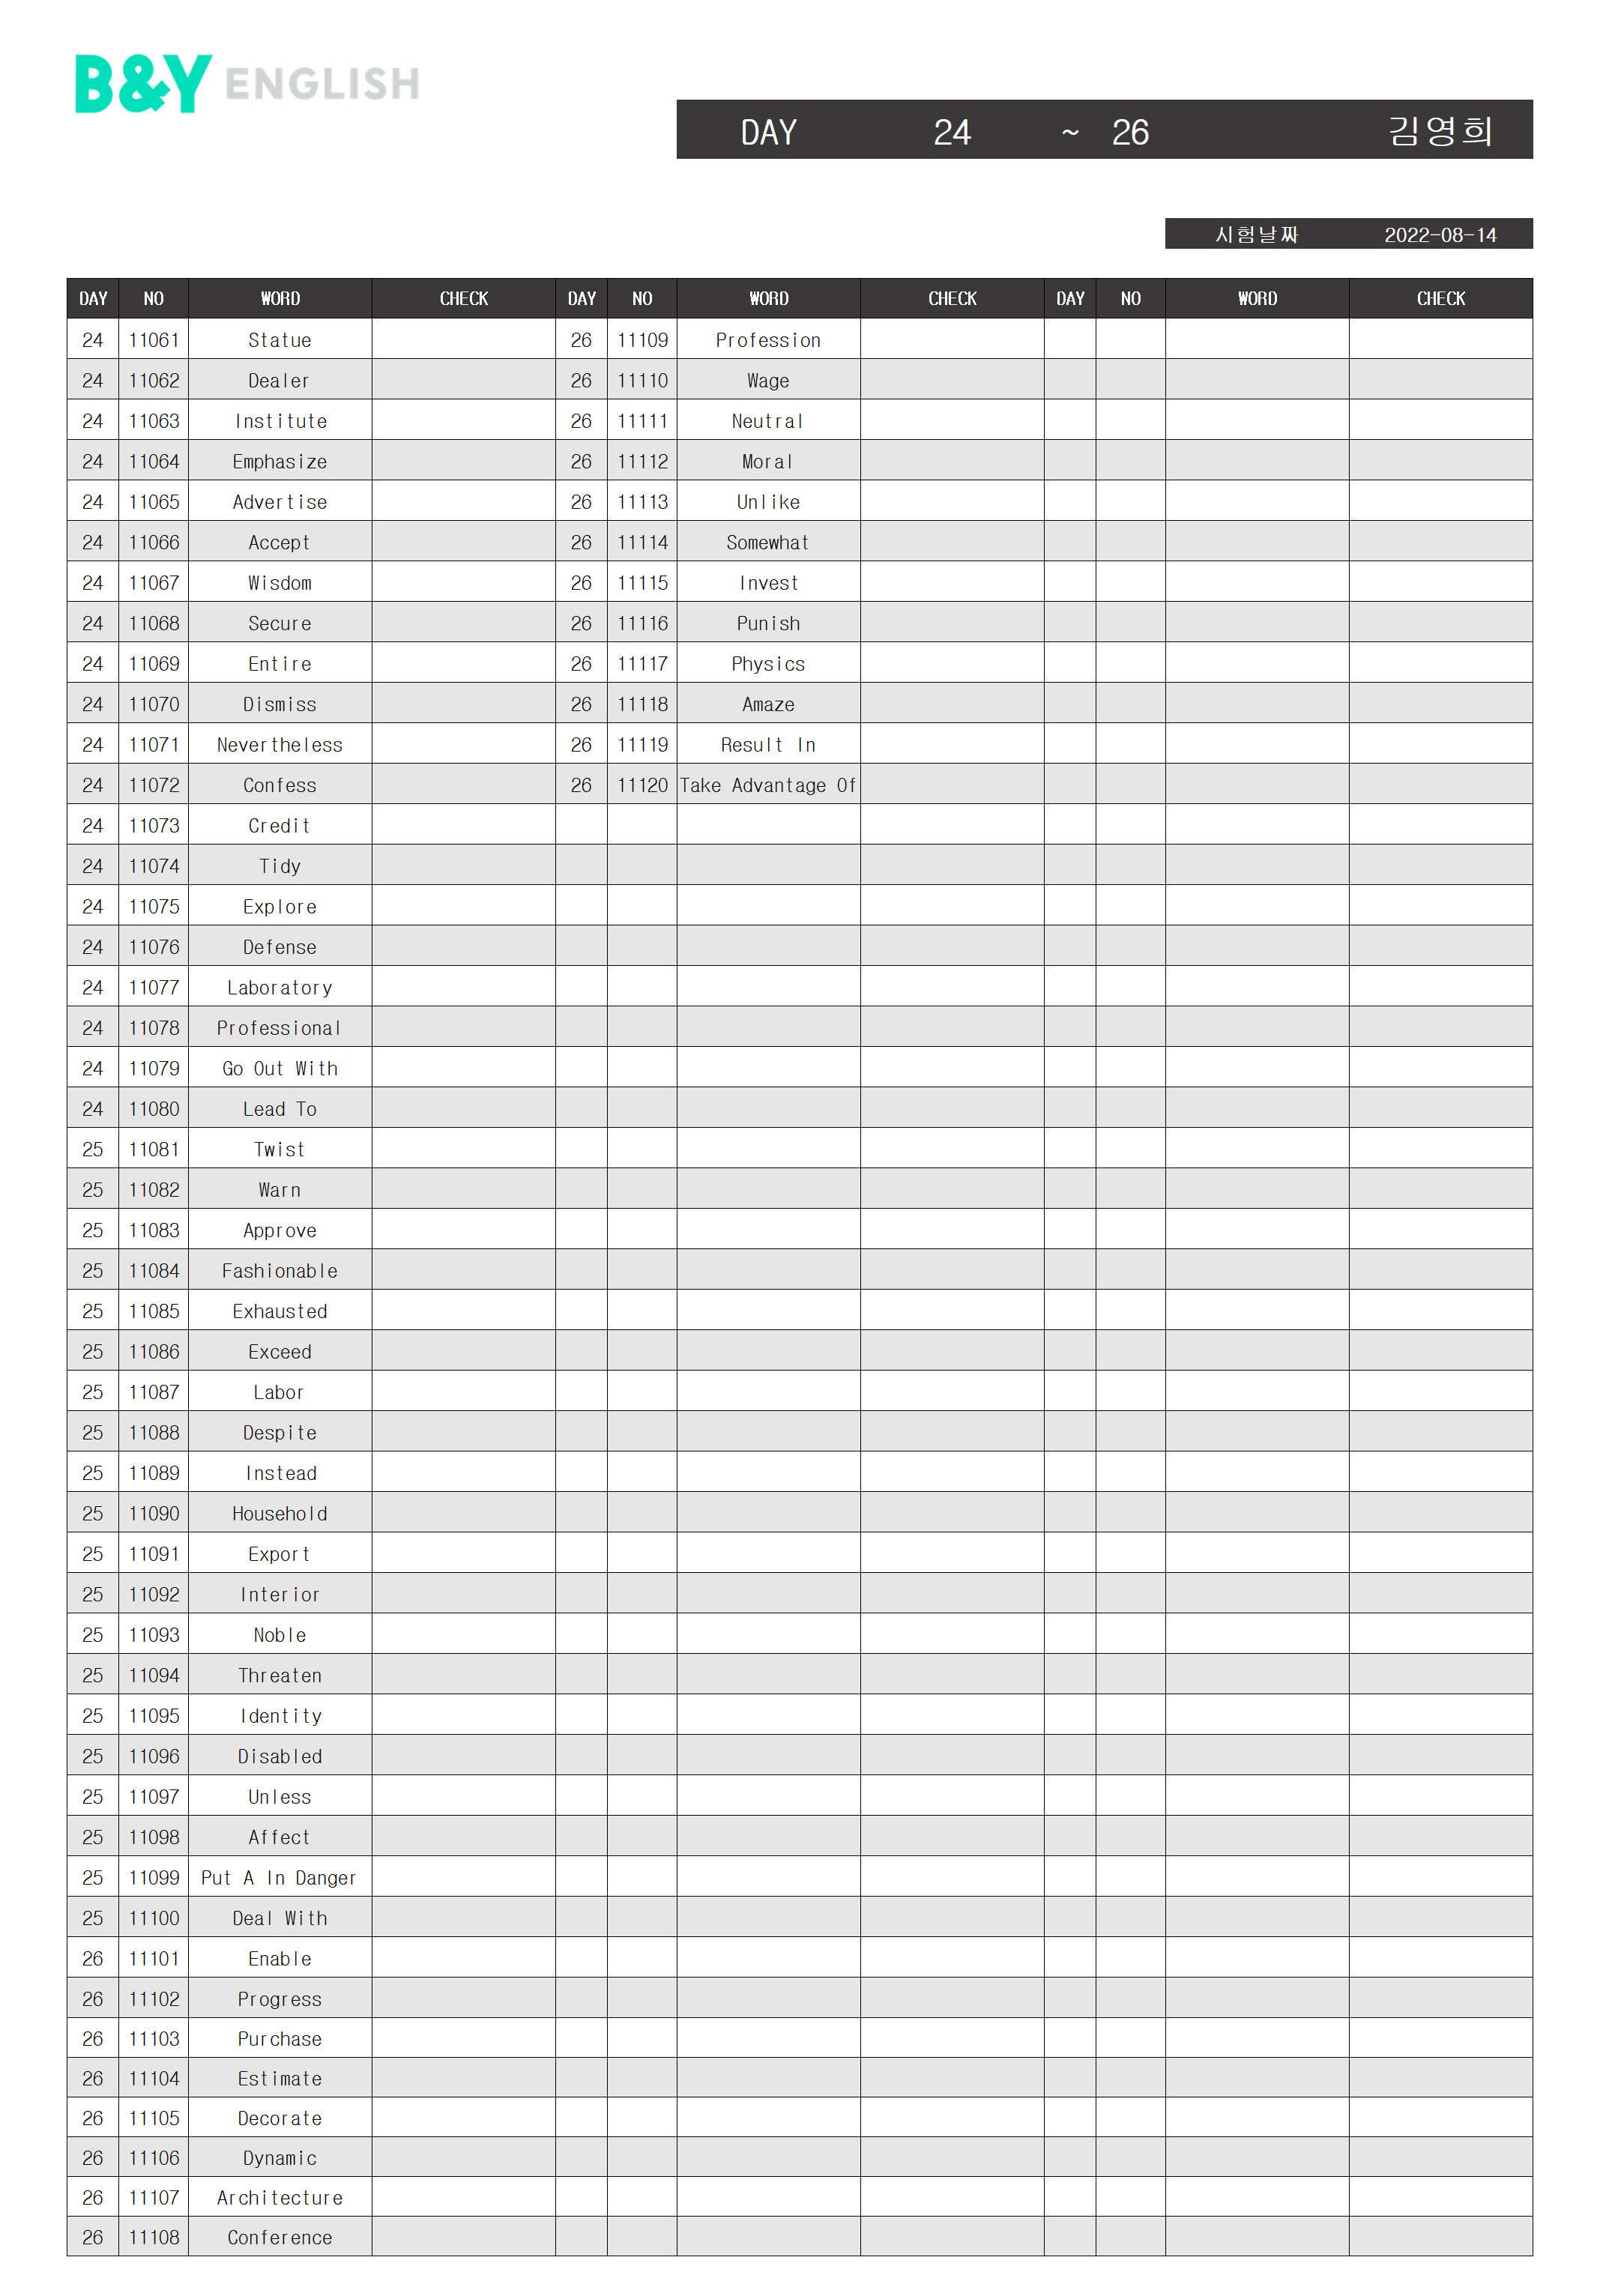 B&Y ENGLISH
DAY 24 ~ 26 김영희
시험날짜 2022-08-14
DAY NO WORD CHECK DAY NO WORD CHECK DAY NO WORD CHECK
24 11061 Statue 26 11109 Profession
24 11062 Dealer 26 11110 Wage
24 11063 Institute 26 11111 Neutral
24 11064 Emphasize 26 11112 Moral
24 11065 Advertise 26 11113 Unlike
24 11066 Accept 26 11114 Somewhat
24 11067 Wisdom 26 11115 Invest
24 11068 Secure 26 11116 Punish
24 11069 Entire 26 11117 Physics
24 11070 Dismiss 26 11118 Amaze
24 11071 Nevertheless 26 11119 Result In
24 11072 Confess 26 11120 Take Advantage Of
24 11073 Credit
24 11074 Tidy
24 11075 Explore
24 11076 Defense
24 11077 Laboratory
24 11078 Professional
24 11079 Go Out With
24 11080 Lead To
25 11081 Twist
25 11082 Warn
25 11083 Approve
25 11084 Fashionable
25 11085 Exhausted
25 11086 Exceed
25 11087 Labor
25 11088 Despite
25 11089 Instead
25 11090 Household
25 11091 Export
25 11092 Interior
25 11093 Noble
25 11094 Threaten
25 11095 Identity
25 11096 Disabled
25 11097 Unless
25 11098 Affect
25 11099 Put A In Danger
25 11100 Deal With
26 11101 Enable
26 11102 Progress
26 11103 Purchase
26 11104 Estimate
26 11105 Decorate
26 11106 Dynamic
26 11107 Architecture
26 11108 Conference